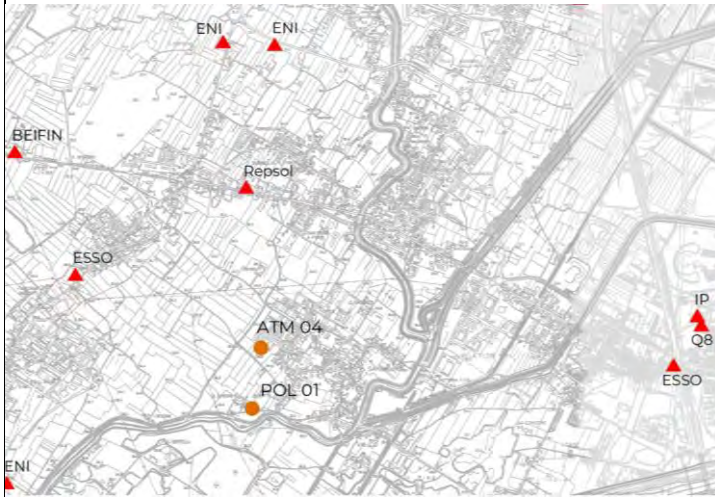 ENI
ENI
BEIFIN
Repsol
ESSO
IP
ATM 04
Q8
ESSO
POL 01
ENI